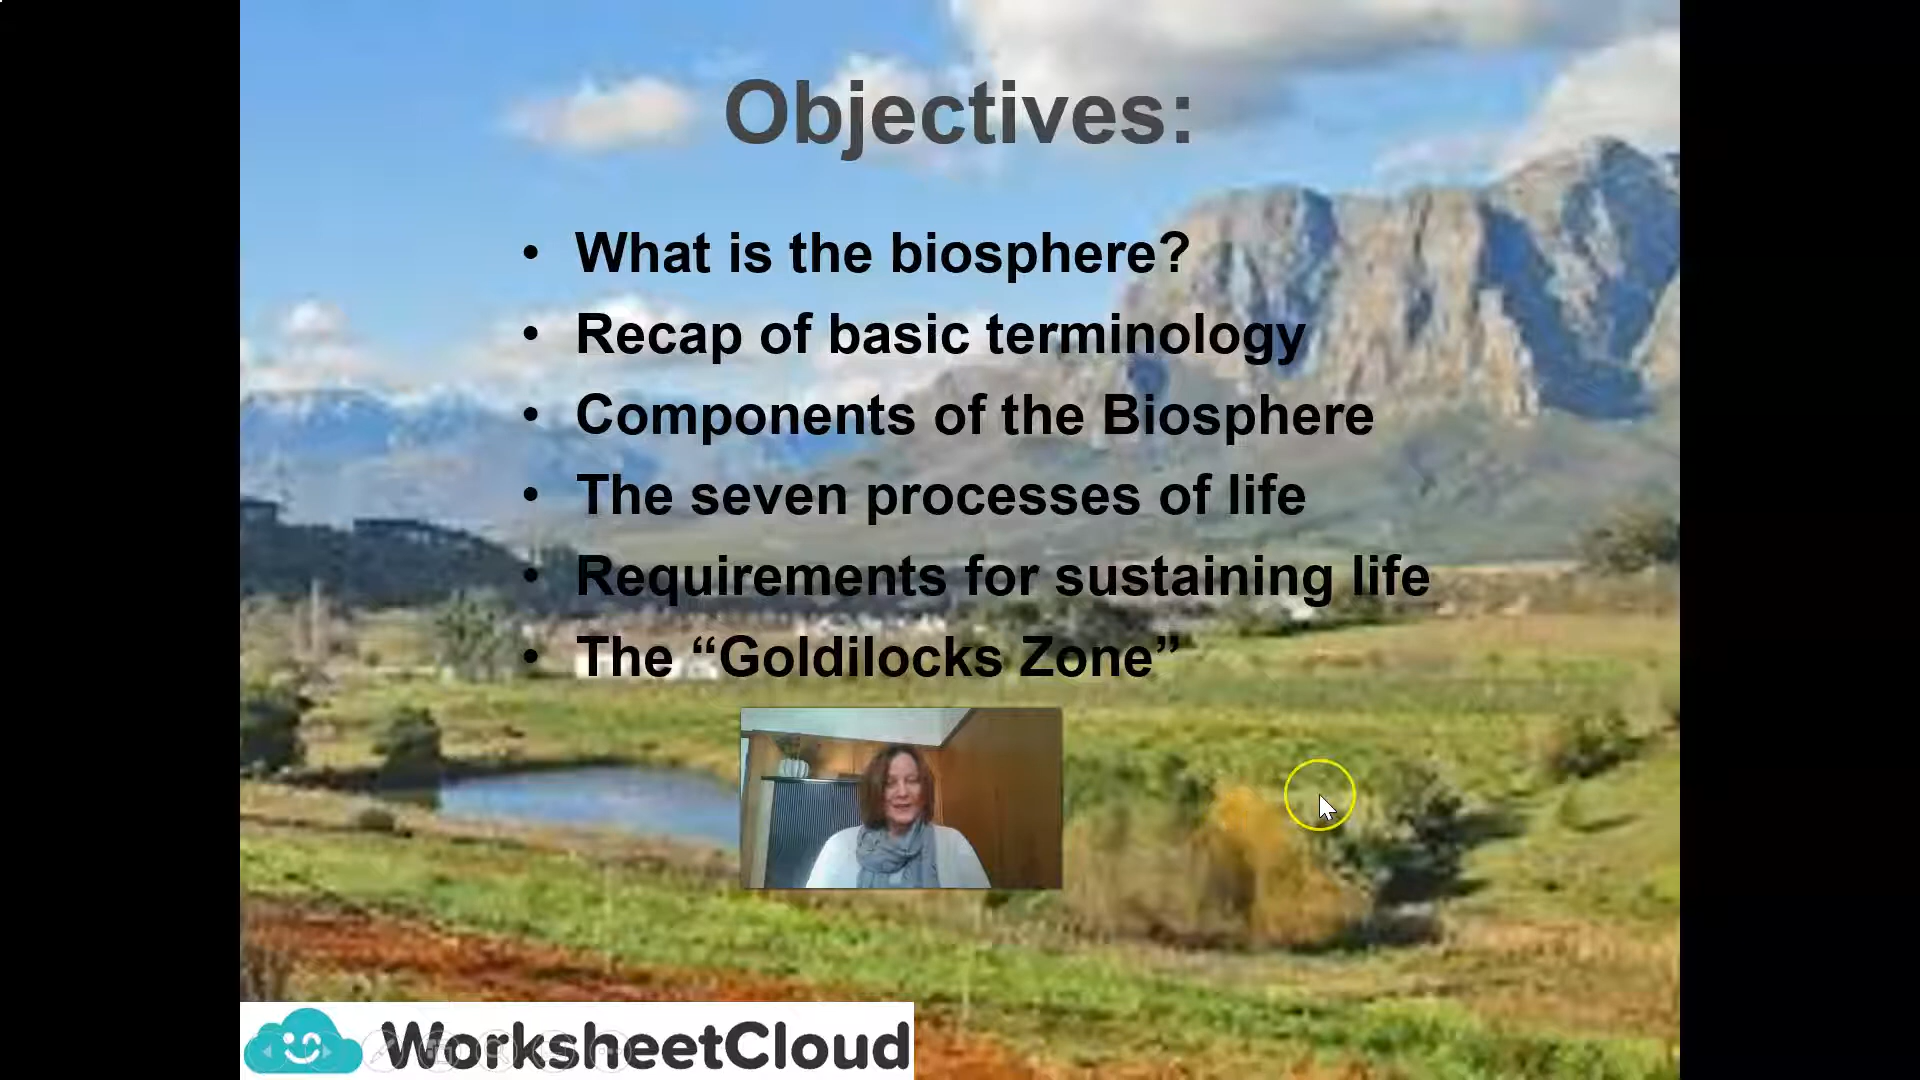 Objectives:
• What is the biosphere?
• Recap of basic terminology
• Components of the Biosphere
• The seven processes of life
• Requirements for sustaining life
• The “Goldilocks Zone”
WorksheetCloud